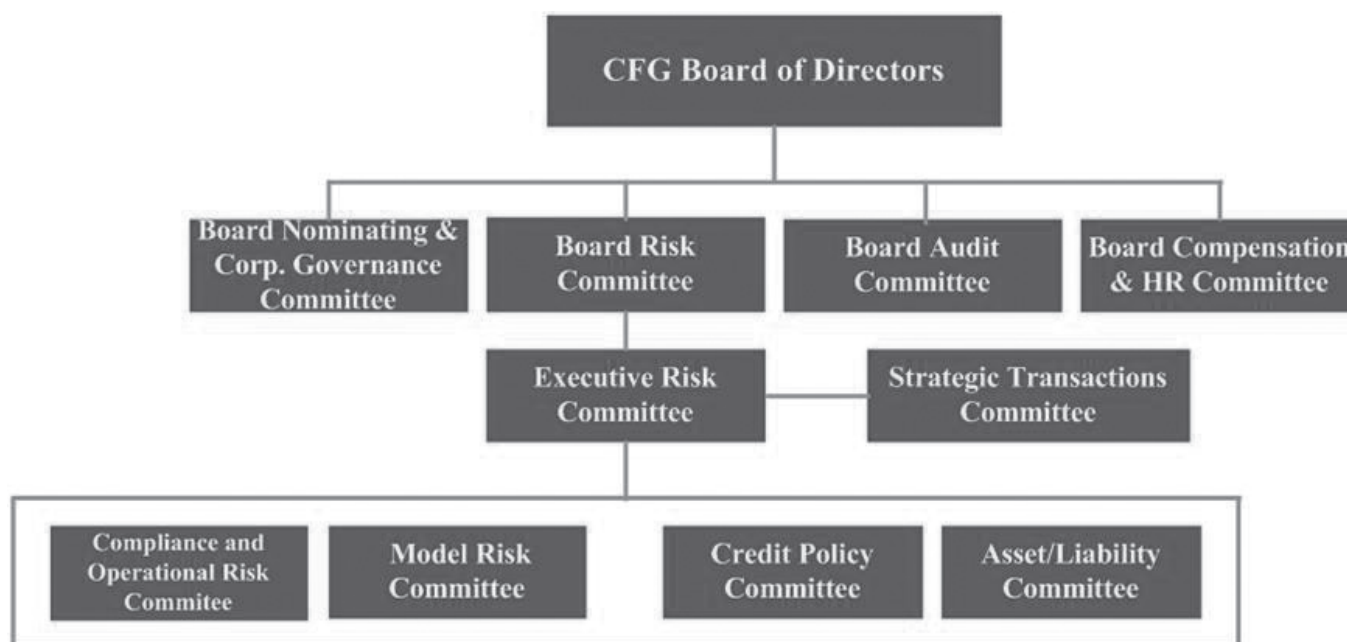 CFG Board of Directors
Board Nominating &
Corp. Governance
Committee
Board Risk
Committee
Board Audit
Committee
Board Compensation
& HR Committee
Executive Risk
Committee
Strategic Transactions
Committee
Compliance and
Operational Risk
Commitee
Model Risk
Committee
Credit Policy
Committee
Asset/Liability
Committee